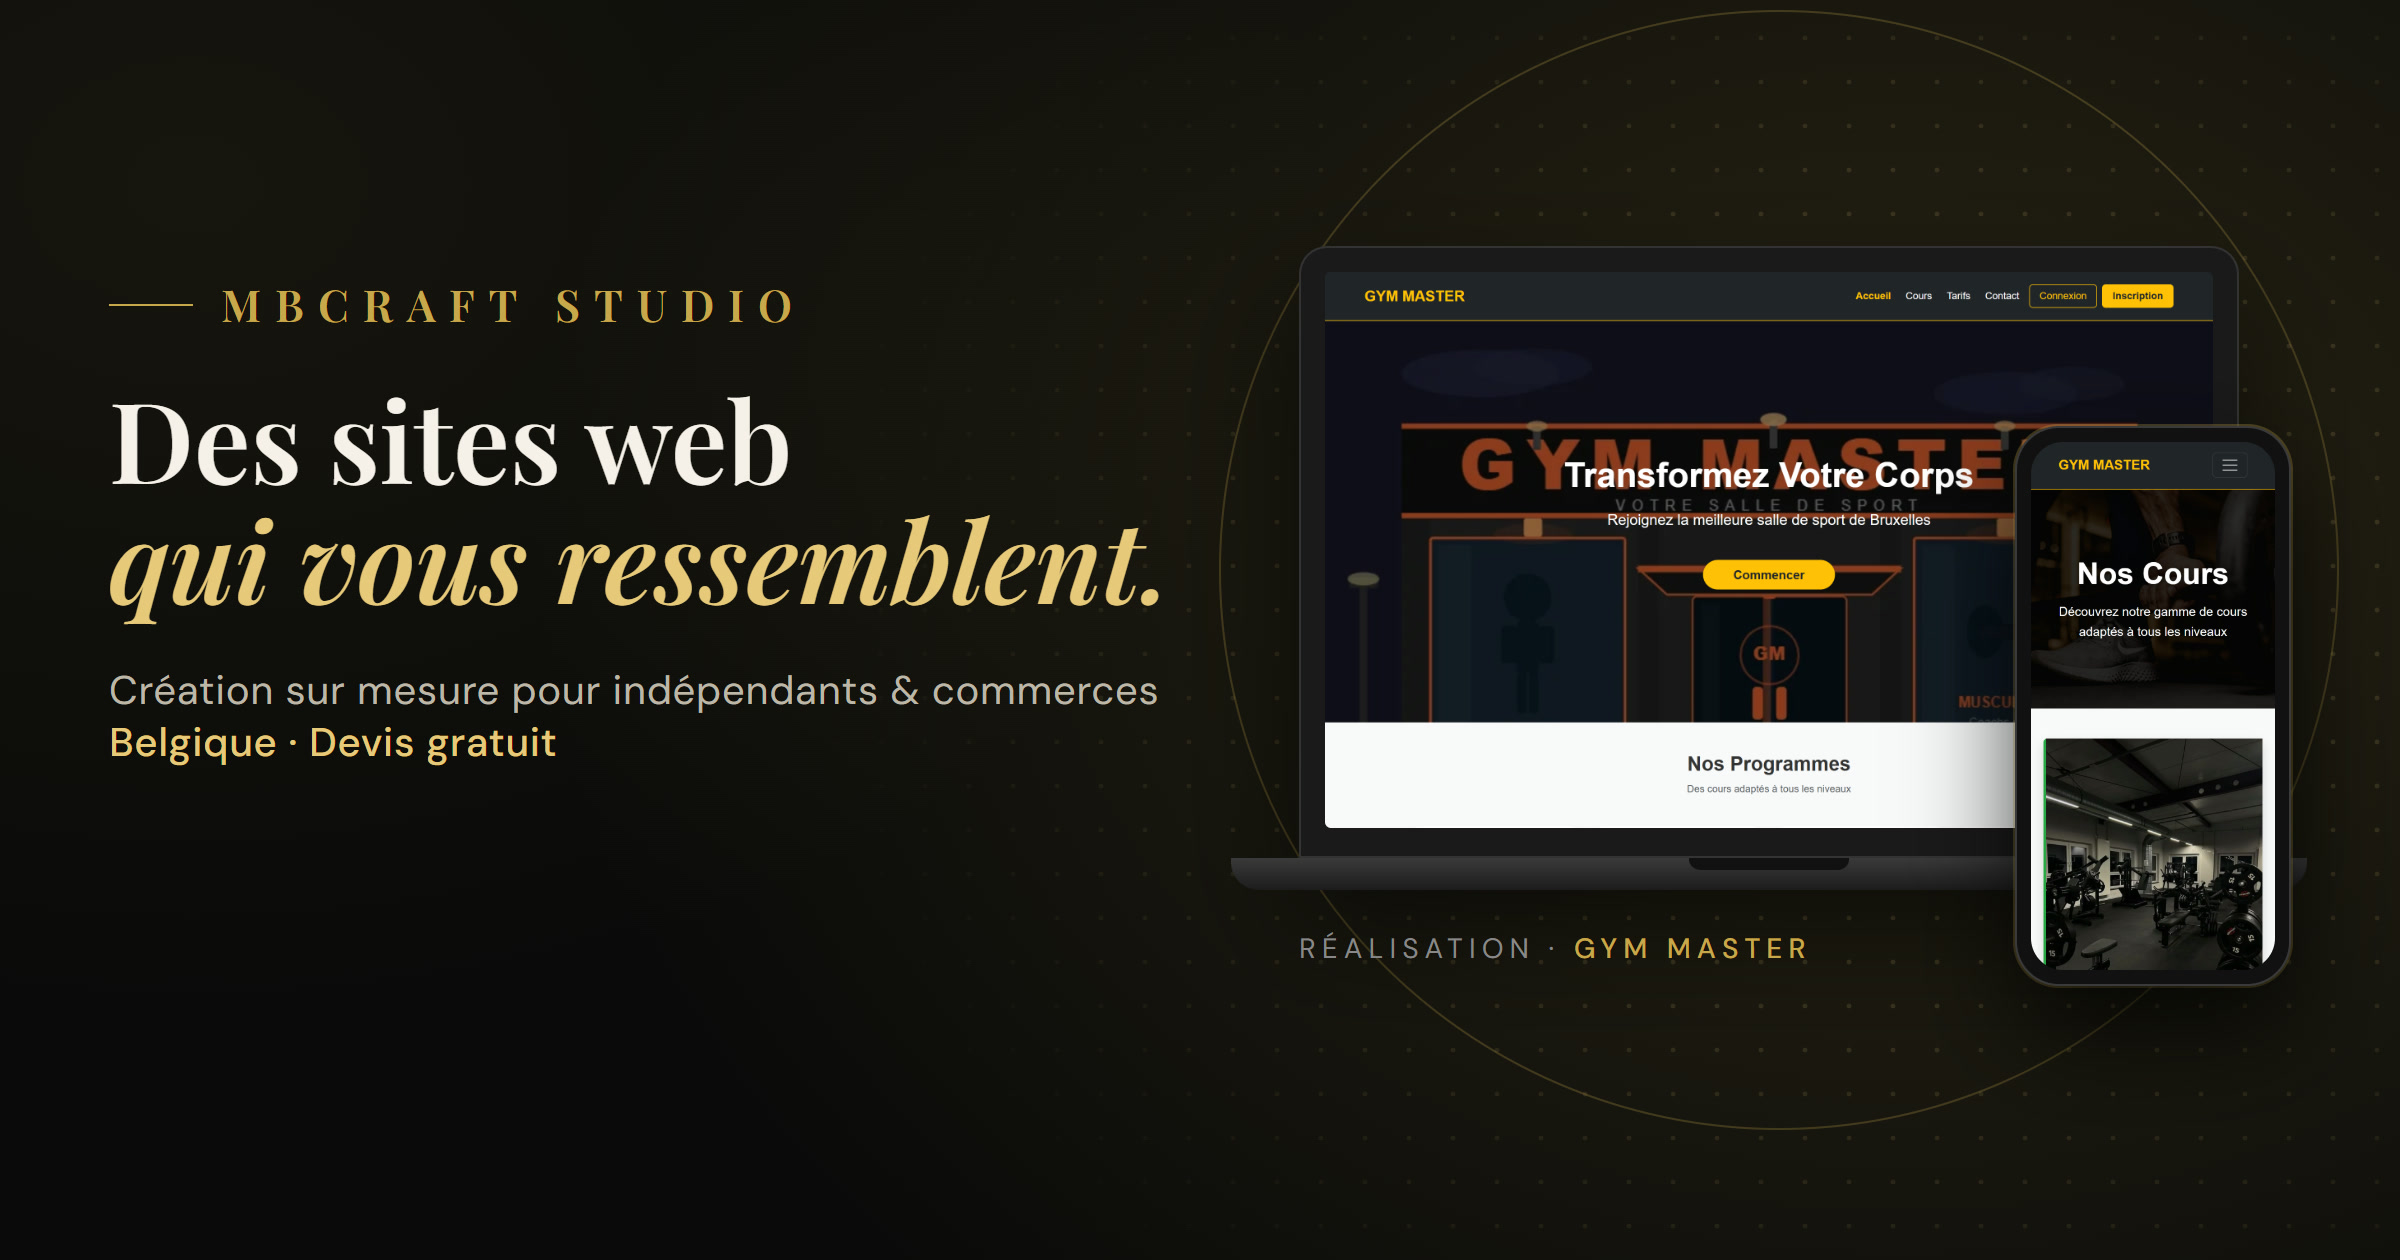 MBCRAFT STUDIO
Des sites web
qui vous ressemblent.
Création sur mesure pour indépendants & commerces
Belgique · Devis gratuit
GYM MASTER
Accueil Cours Tarifs Contact Connexion Inscription
GYM MASTE
Transformez Votre Corps
VOTRE SALLE DE SPORT
Rejoignez la meilleure salle de sport de Bruxelles
Commencer
GM
MUSCU
Nos Programmes
Des cours adaptés à tous les niveaux
GYM MASTER
Nos Cours
Découvrez notre gamme de cours
adaptés à tous les niveaux
RÉALISATION · GYM MASTER